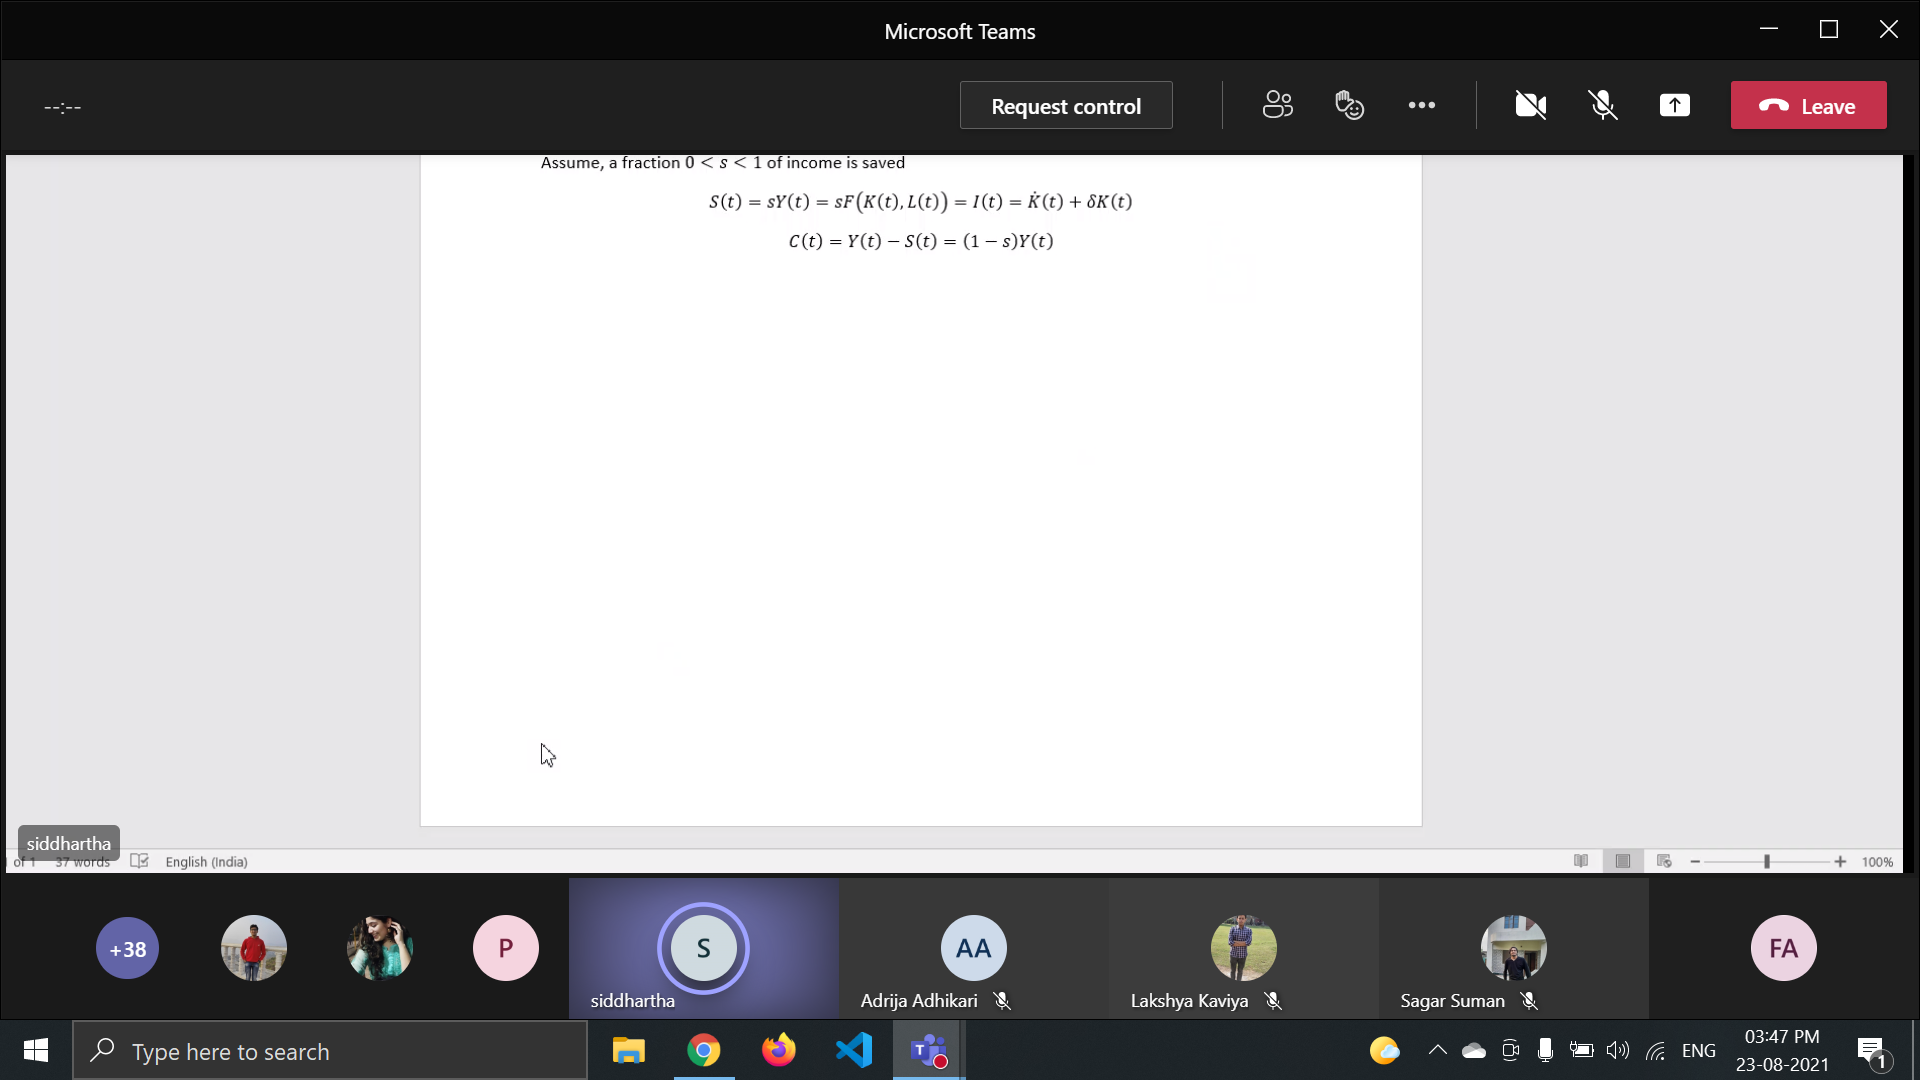 Microsoft Teams
--:--
Request control
Leave
Assume, a fraction 0 < s < 1 of income is saved
S(t) = sY(t) = sF(K(t), L(t)) = I(t) = K̇(t) + δK(t)
C(t) = Y(t) − S(t) = (1 − s)Y(t)
siddhartha
of 1 37 words English (India)
100%
+38
P
S
AA
FA
siddhartha
Adrija Adhikari
Lakshya Kaviya
Sagar Suman
Type here to search
T
ENG
03:47 PM
23-08-2021
1